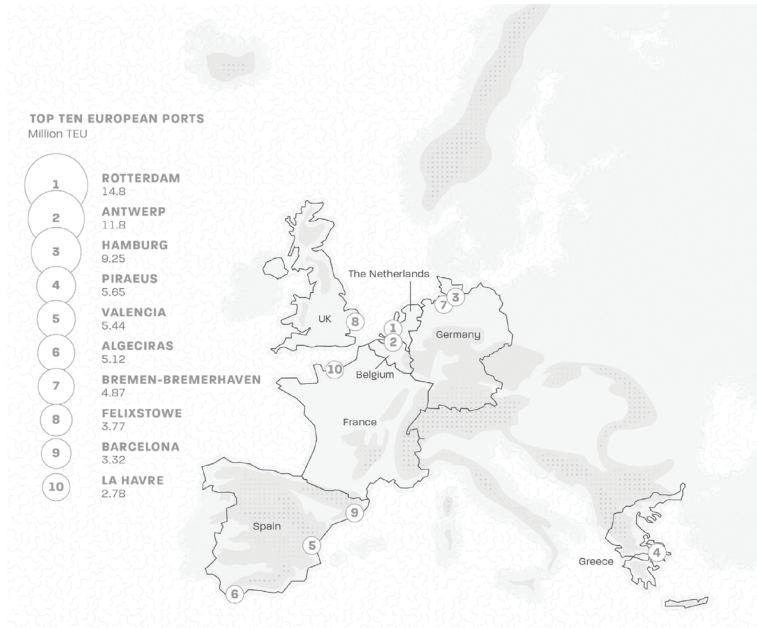 TOP TEN EUROPEAN PORTS
Million TEU
1
ROTTERDAM
14.8
2
ANTWERP
11.8
3
HAMBURG
9.25
4
PIRAEUS
5.65
5
VALENCIA
5.44
6
ALGECIRAS
5.12
7
BREMEN-BREMERHAVEN
4.87
8
FELIXSTOWE
3.77
9
BARCELONA
3.32
10
LA HAVRE
2.78
The Netherlands
7
3
UK
8
1
Germany
2
10
Belgium
France
9
Spain
5
4
Greece
6